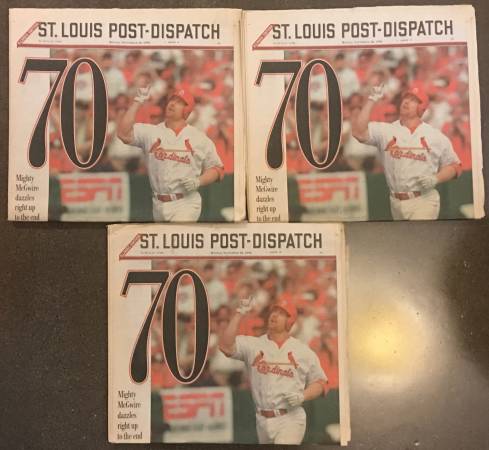 ST. LOUIS POST-DISPATCH
70
Mighty
McGwire
dazzles
right up
to the end
Cardinals
ESPN
ST. LOUIS POST-DISPATCH
70
Mighty
McGwire
dazzles
right up
to the end
Cardinals
ESPN
ST. LOUIS POST-DISPATCH
70
Mighty
McGwire
dazzles
right up
to the end
Cardinals
ESPN